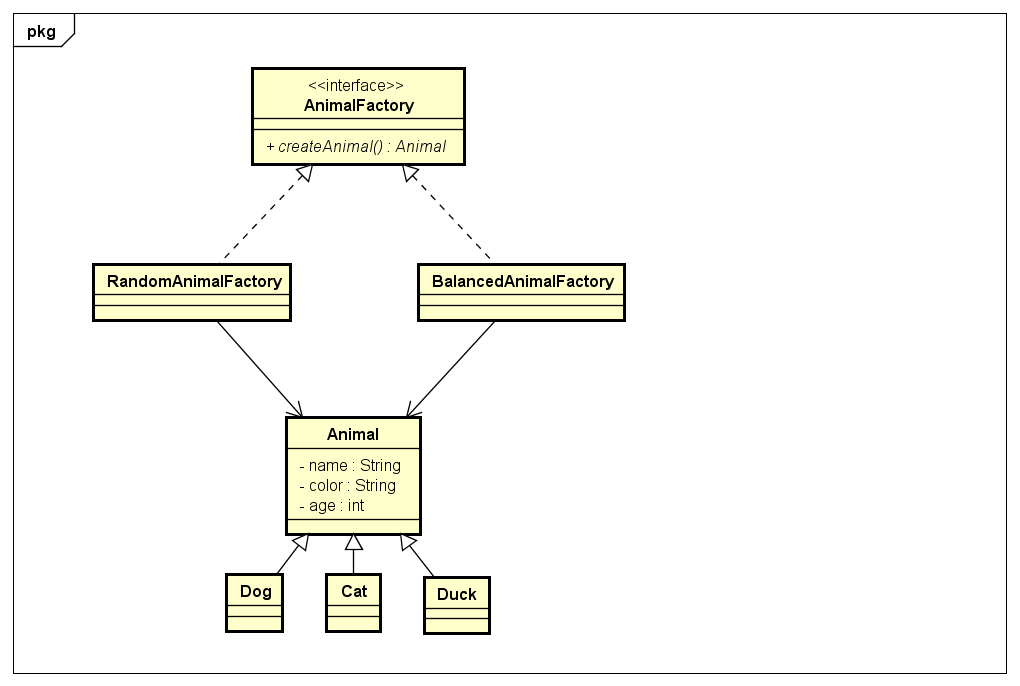 pkg
<<interface>>
AnimalFactory
+ createAnimal() : Animal
RandomAnimalFactory
BalancedAnimalFactory
Animal
- name : String
- color : String
- age : int
Dog
Cat
Duck